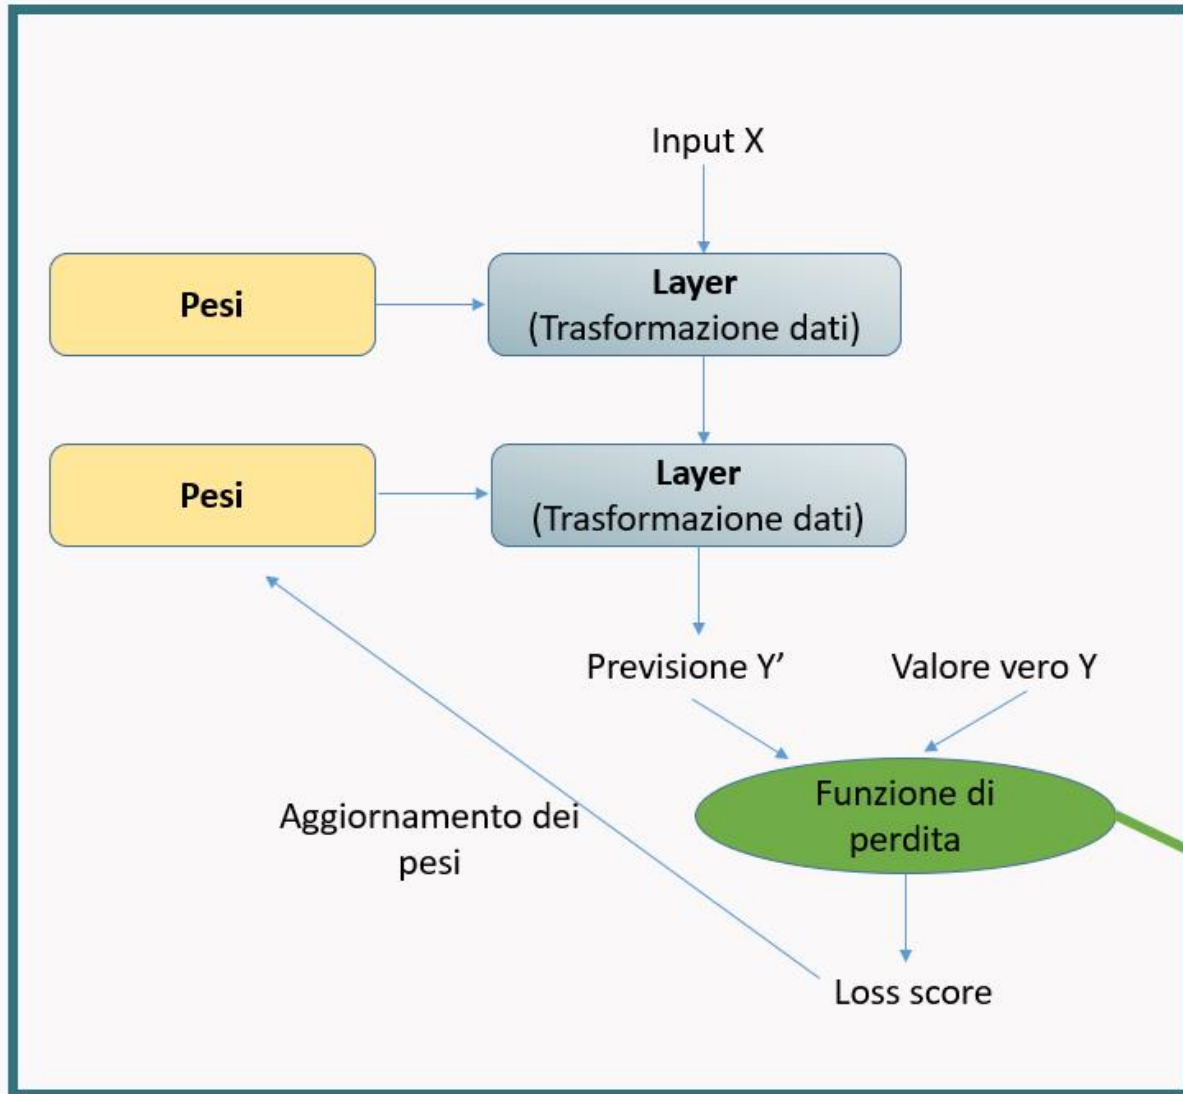 Input X
Pesi
Layer
(Trasformazione dati)
Pesi
Layer
(Trasformazione dati)
Previsione Y’
Valore vero Y
Funzione di
perdita
Aggiornamento dei
pesi
Loss score